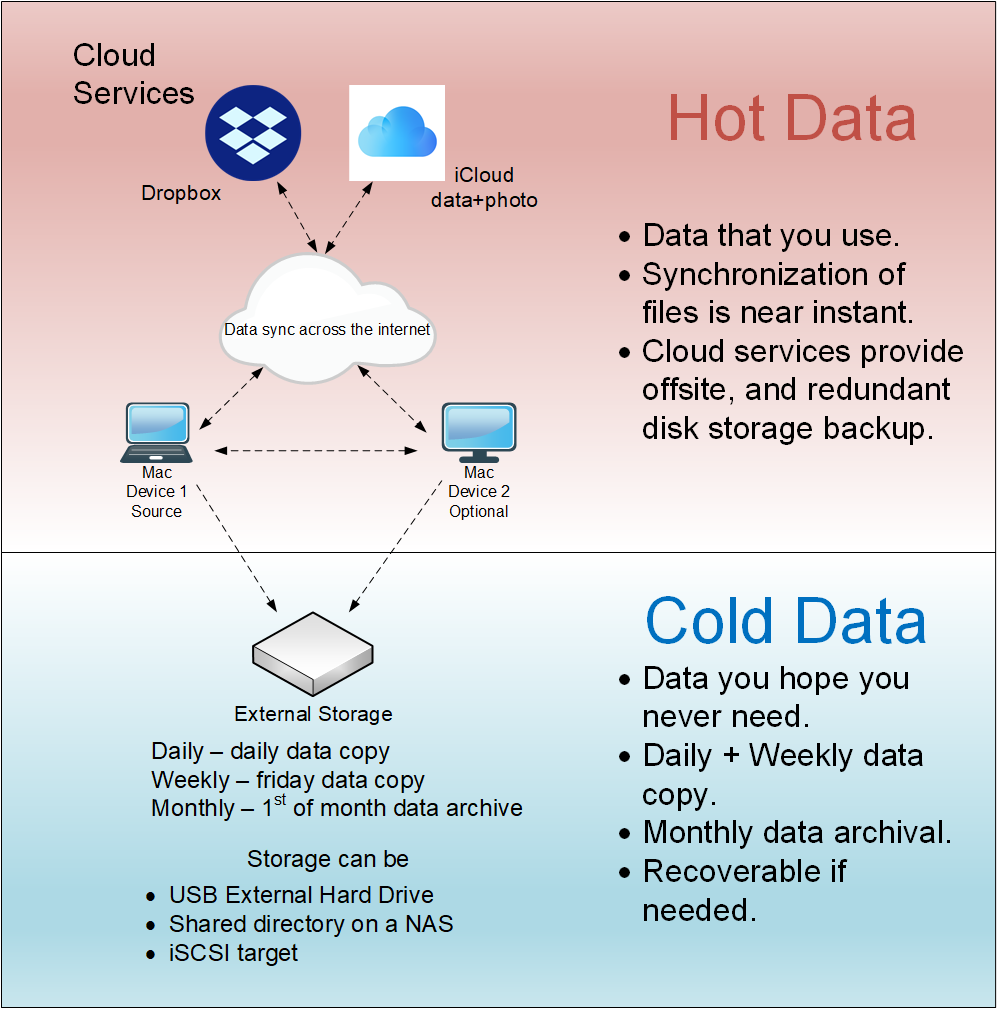 Cloud
Services
Hot Data
Dropbox
iCloud
data+photo
• Data that you use.
• Synchronization of
files is near instant.
• Cloud services provide
offsite, and redundant
disk storage backup.
Data sync across the internet
Mac
Device 1
Source
Mac
Device 2
Optional
Cold Data
• Data you hope you
never need.
• Daily + Weekly data
copy.
• Monthly data archival.
• Recoverable if
needed.
External Storage
Daily – daily data copy
Weekly – friday data copy
Monthly – 1st of month data archive
Storage can be
• USB External Hard Drive
• Shared directory on a NAS
• iSCSI target